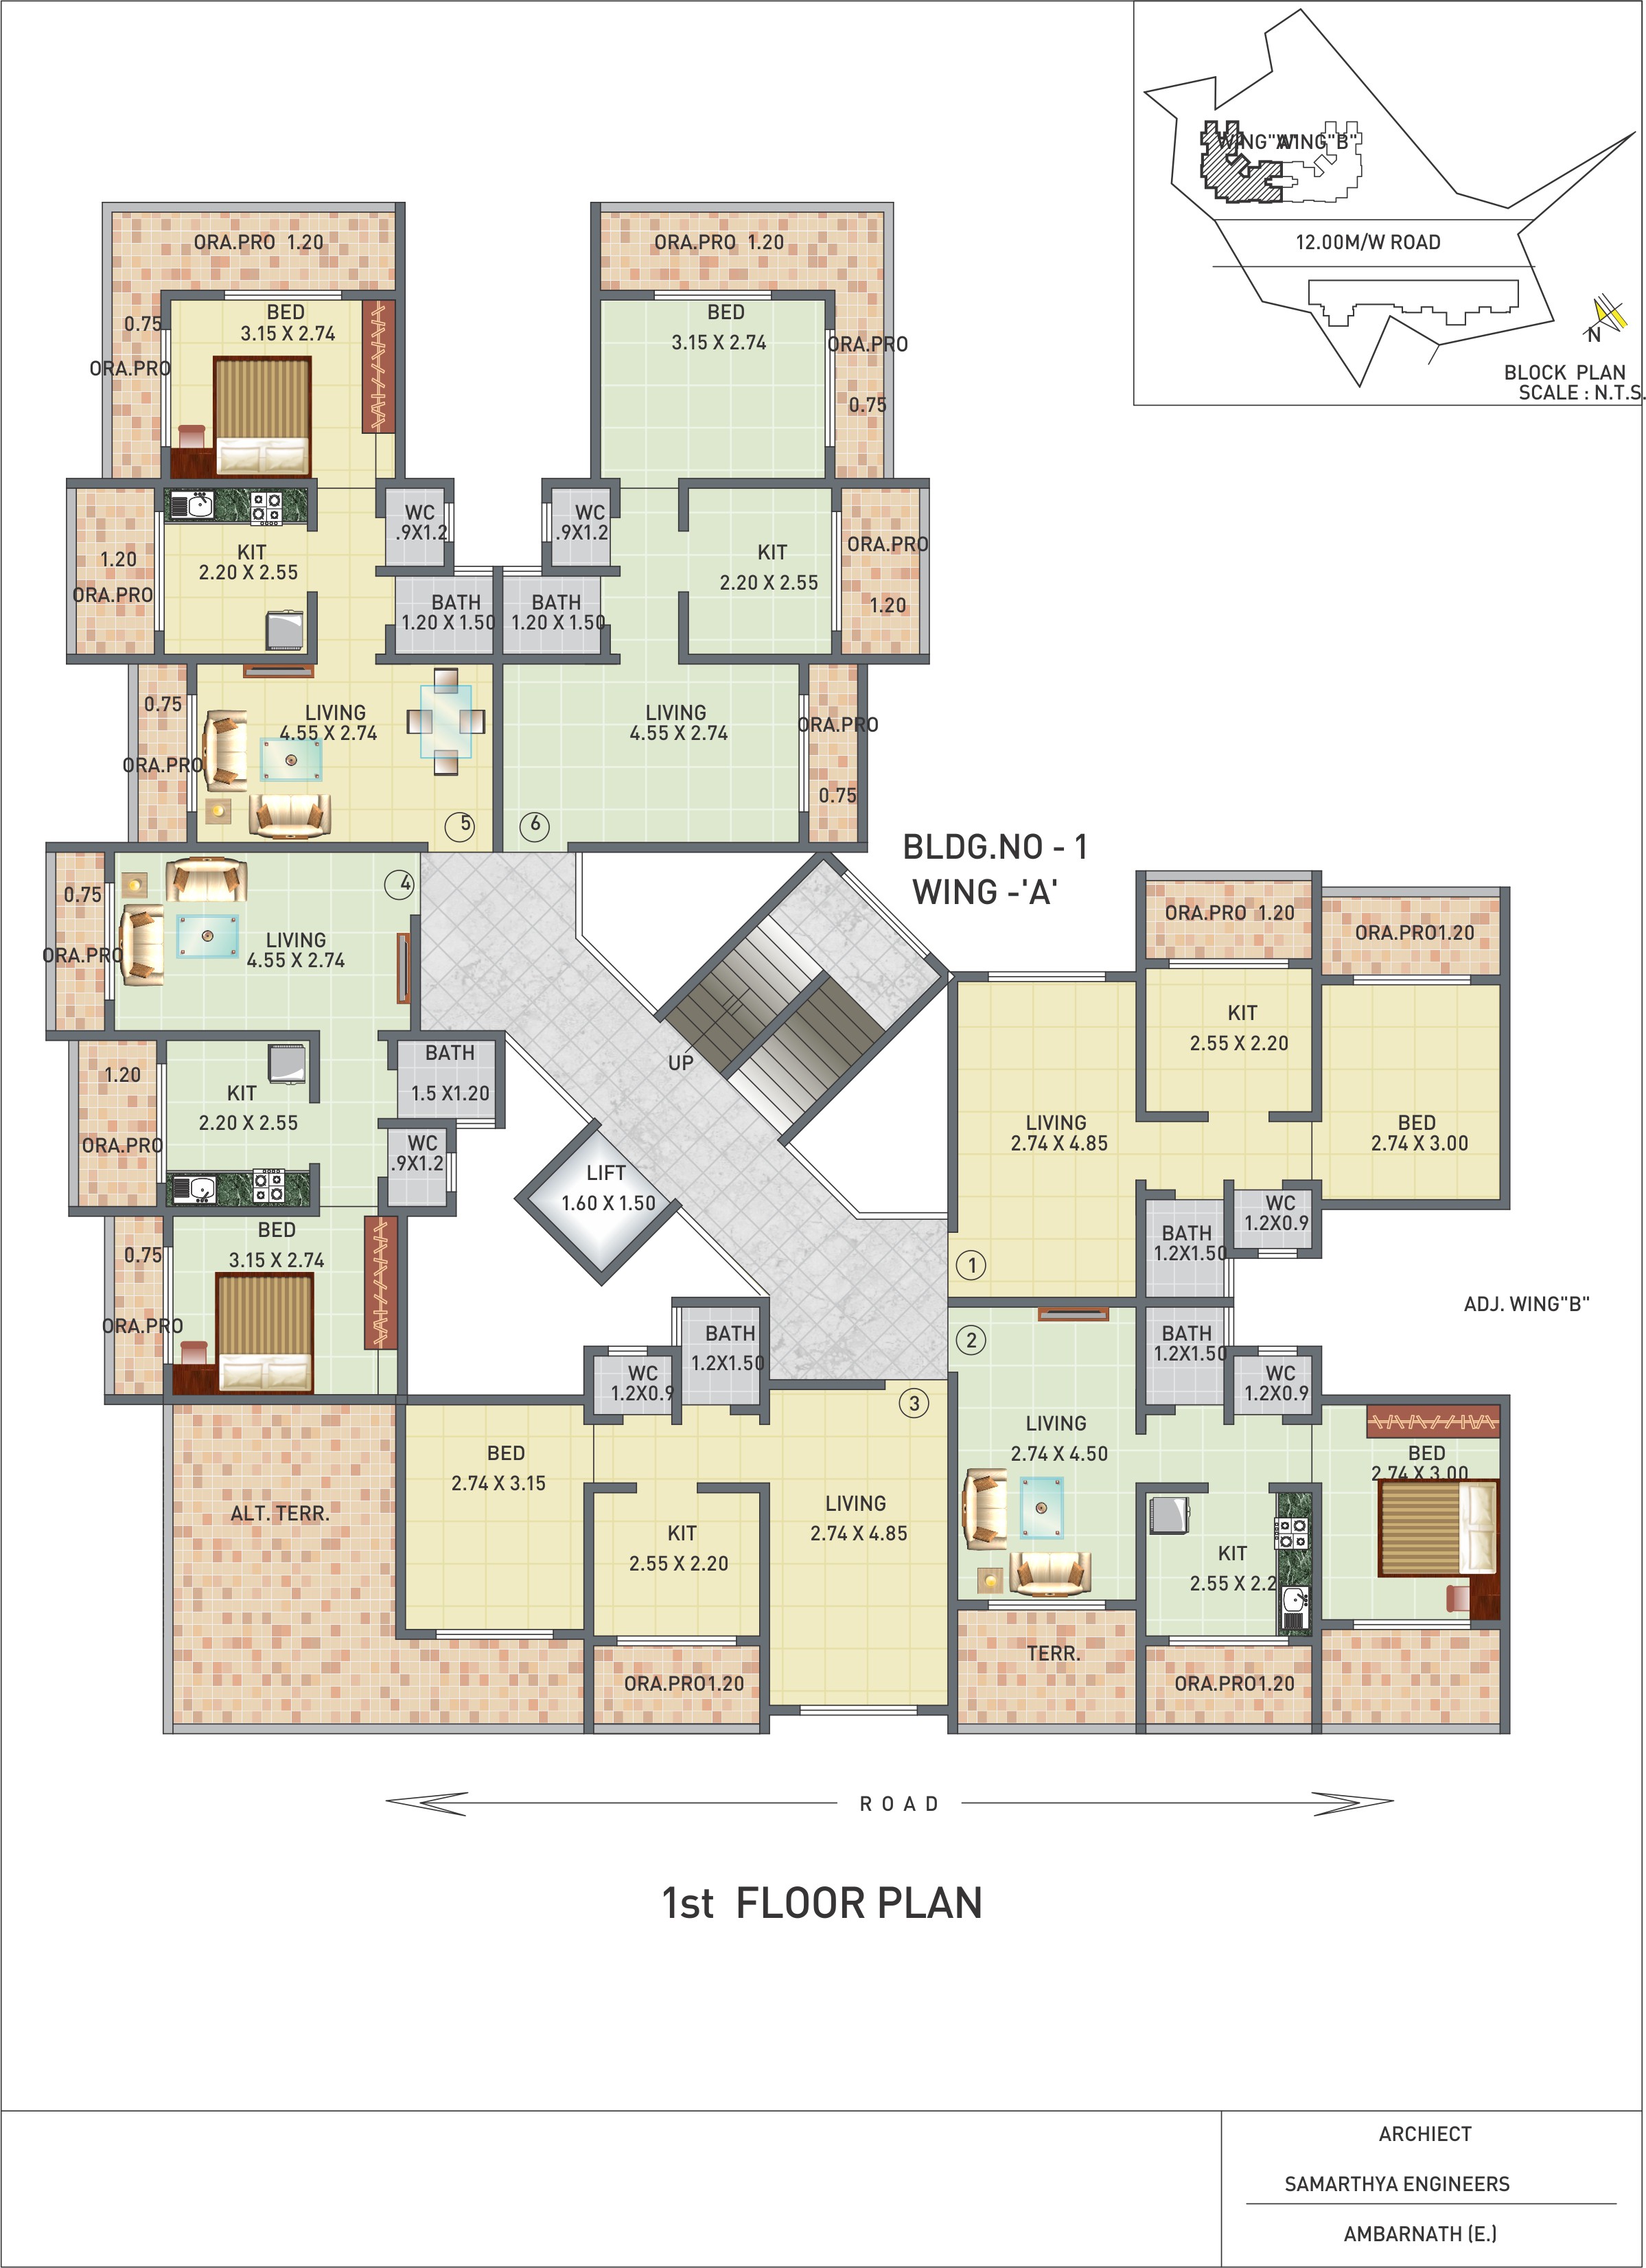 WING"A"
WING"B"
12.00M/W ROAD
N
BLOCK PLAN
SCALE : N.T.S.
ORA.PRO 1.20
ORA.PRO 1.20
0.75
ORA.PRO
BED
3.15 X 2.74
BED
3.15 X 2.74
ORA.PRO
0.75
1.20
ORA.PRO
KIT
2.20 X 2.55
WC
.9X1.2
WC
.9X1.2
KIT
2.20 X 2.55
ORA.PRO
1.20
BATH
1.20 X 1.50
BATH
1.20 X 1.50
0.75
ORA.PRO
LIVING
4.55 X 2.74
LIVING
4.55 X 2.74
ORA.PRO
0.75
5
6
BLDG.NO - 1
WING -'A'
0.75
ORA.PRO
4
LIVING
4.55 X 2.74
ORA.PRO 1.20
ORA.PRO1.20
1.20
ORA.PRO
KIT
2.20 X 2.55
BATH
1.5 X1.20
WC
.9X1.2
UP
KIT
2.55 X 2.20
LIVING
2.74 X 4.85
BED
2.74 X 3.00
LIFT
1.60 X 1.50
WC
1.2X0.9
BATH
1.2X1.50
1
0.75
ORA.PRO
BED
3.15 X 2.74
ADJ. WING"B"
BATH
1.2X1.50
WC
1.2X0.9
2
BATH
1.2X1.50
WC
1.2X0.9
3
ALT. TERR.
BED
2.74 X 3.15
KIT
2.55 X 2.20
LIVING
2.74 X 4.85
LIVING
2.74 X 4.50
BED
2.74 X 3.00
KIT
2.55 X 2.2
ORA.PRO1.20
TERR.
ORA.PRO1.20
ROAD
1st FLOOR PLAN
ARCHIECT
SAMARTHYA ENGINEERS
AMBARNATH (E.)